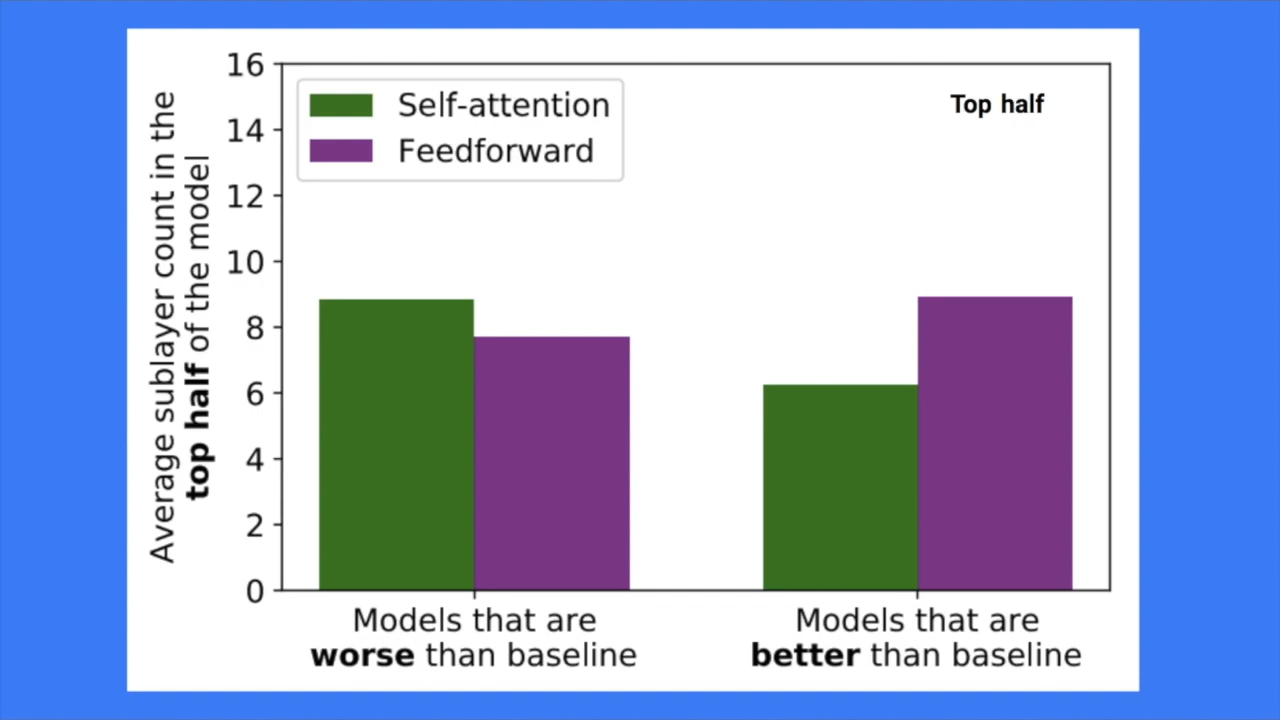 Average sublayer count in the
top half of the model
16
14
12
10
8
6
4
2
0
Self-attention
Feedforward
Top half
Models that are
worse than baseline
Models that are
better than baseline